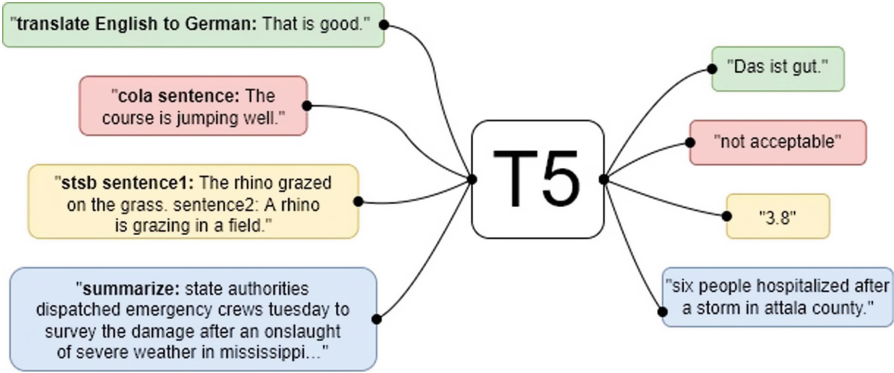 "translate English to German: That is good."
"cola sentence: The
course is jumping well."
"stsb sentence1: The rhino grazed
on the grass. sentence2: A rhino
is grazing in a field."
"summarize: state authorities
dispatched emergency crews tuesday to
survey the damage after an onslaught
of severe weather in mississippi..."
T5
"Das ist gut."
"not acceptable"
"3.8"
"six people hospitalized after
a storm in attala county."